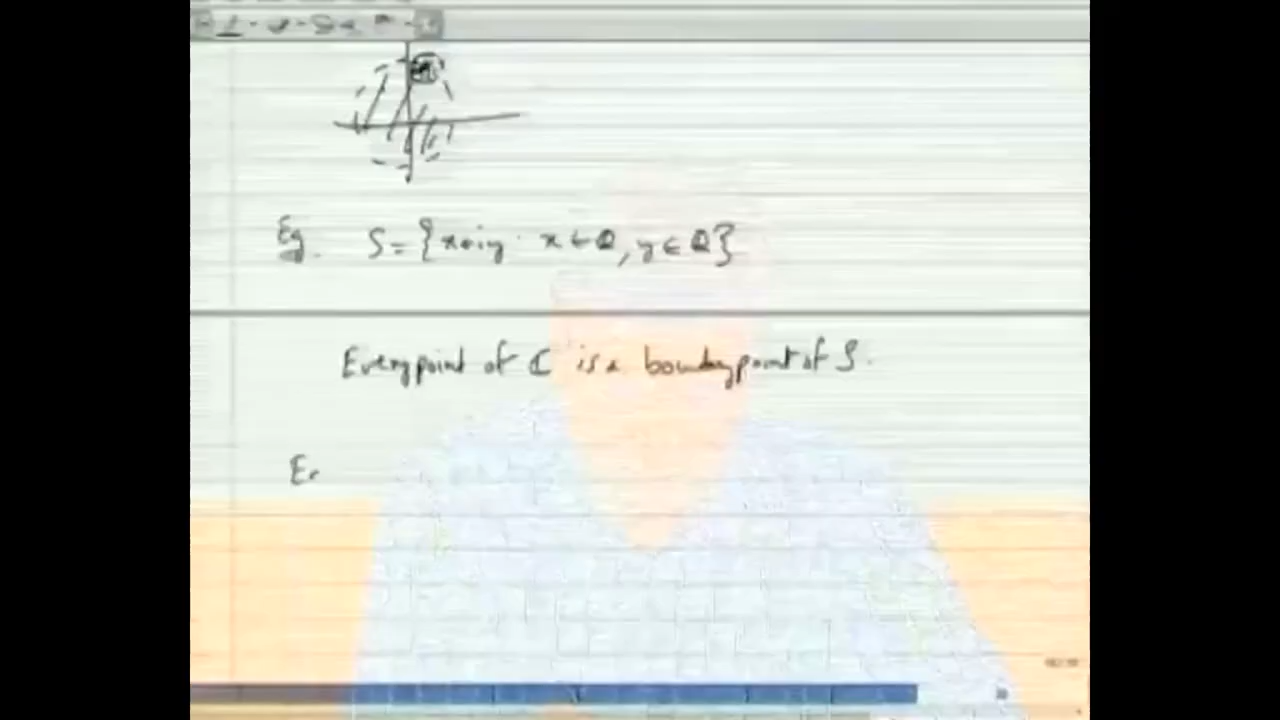 Eg. S = {x+iy : x ∈ Q, y ∈ Q}
Every point of ℂ is a boundary point of S.